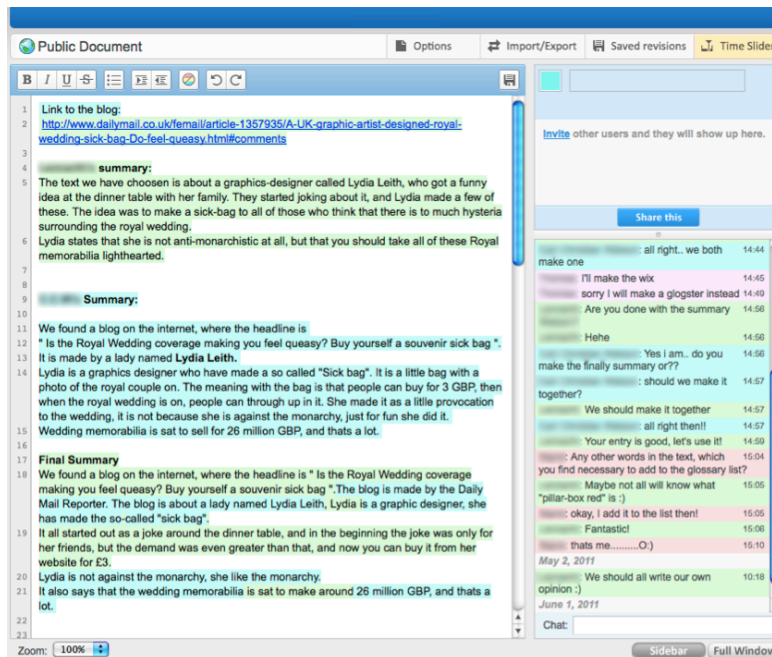 Public Document
Options
Import/Export
Saved revisions
Time Slider
B I U S
1 Link to the blog:
2 http://www.dailymail.co.uk/femail/article-1357935/A-UK-graphic-artist-designed-royal-
wedding-sick-bag-Do-feel-queasy.html#comments
3
4 summary:
5 The text we have choosen is about a graphics-designer called Lydia Leith, who got a funny
idea at the dinner table with her family. They started joking about it, and Lydia made a few of
these. The idea was to make a sick-bag to all of those who think that there is to much hysteria
surrounding the royal wedding.
6 Lydia states that she is not anti-monarchistic at all, but that you should take all of these Royal
memorabilia lighthearted.
7
8
9 Summary:
10
11 We found a blog on the internet, where the headline is
12 " Is the Royal Wedding coverage making you feel queasy? Buy yourself a souvenir sick bag ".
13 It is made by a lady named Lydia Leith.
14 Lydia is a graphics designer who have made a so called "Sick bag". It is a little bag with a
photo of the royal couple on. The meaning with the bag is that people can buy for 3 GBP, then
when the royal wedding is on, people can through up in it. She made it as a litlle provocation
to the wedding, it is not because she is against the monarchy, just for fun she did it.
15 Wedding memorabilia is sat to sell for 26 million GBP, and thats a lot.
16
17 Final Summary
18 We found a blog on the internet, where the headline is " Is the Royal Wedding coverage
making you feel queasy? Buy yourself a souvenir sick bag ".The blog is made by the Daily
Mail Reporter. The blog is about a lady named Lydia Leith, Lydia is a graphic designer, she
has made the so-called "sick bag".
19 It all started out as a joke around the dinner table, and in the beginning the joke was only for
her friends, but the demand was even greater than that, and now you can buy it from her
website for £3.
20 Lydia is not against the monarchy, she like the monarchy.
21 It also says that the wedding memorabilia is sat to make around 26 million GBP, and thats a
lot.
22
23
Zoom: 100%
Invite other users and they will show up here.
Share this
: all right.. we both 14:44
make one
I'll make the wix 14:45
sorry I will make a glogster instead 14:49
: Are you done with the summary 14:56
: Hehe 14:56
: Yes i am.. do you 14:56
make the finally summary or??
: should we make it 14:57
together?
: We should make it together 14:57
: all right then!! 14:57
: Your entry is good, let's use it! 14:59
: Any other words in the text, which 15:04
you find necessary to add to the glossary list?
: Maybe not all will know what 15:05
"pillar-box red" is :)
: okay, I add it to the list then! 15:05
: Fantastic! 15:06
: thats me..........O:) 15:10
May 2, 2011
: We should all write our own 10:18
opinion :)
June 1, 2011
Chat:
Sidebar
Full Window